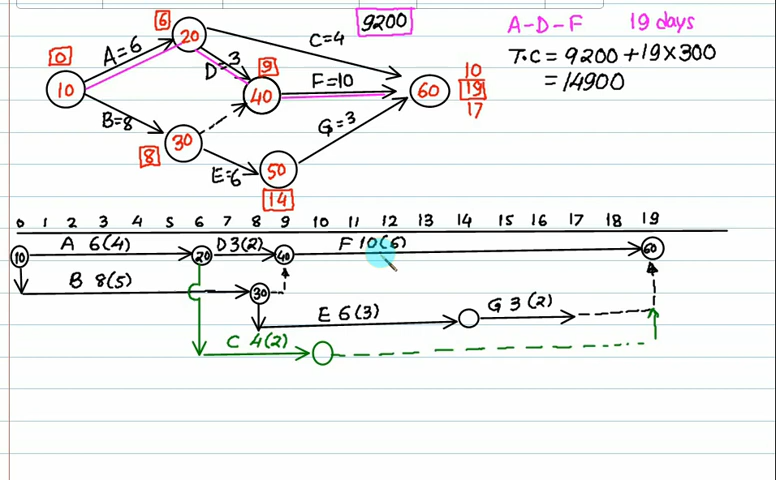 6
20
9200
A-D-F 19 days
A=6
C=4
T.C = 9200 + 19 x 300
= 14900
0
D=3
9
F=10
10
10
40
60
19
17
B=8
G=3
30
8
E=6
50
14
0 1 2 3 4 5 6 7 8 9 10 11 12 13 14 15 16 17 18 19
10 A 6(4) 20 D3(2) 40 F 10(6) 60
B 8(5) 30
E 6(3) G 3(2)
C 4(2)